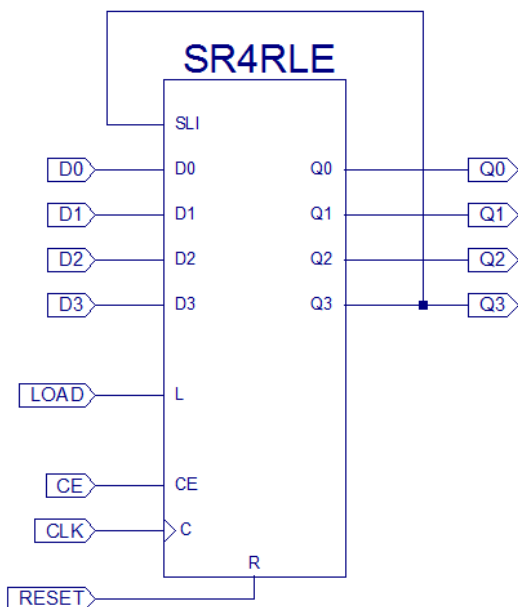 SR4RLE
SLI
D0 D0 Q0 Q0
D1 D1 Q1 Q1
D2 D2 Q2 Q2
D3 D3 Q3 Q3
LOAD L
CE CE
CLK C
R
RESET